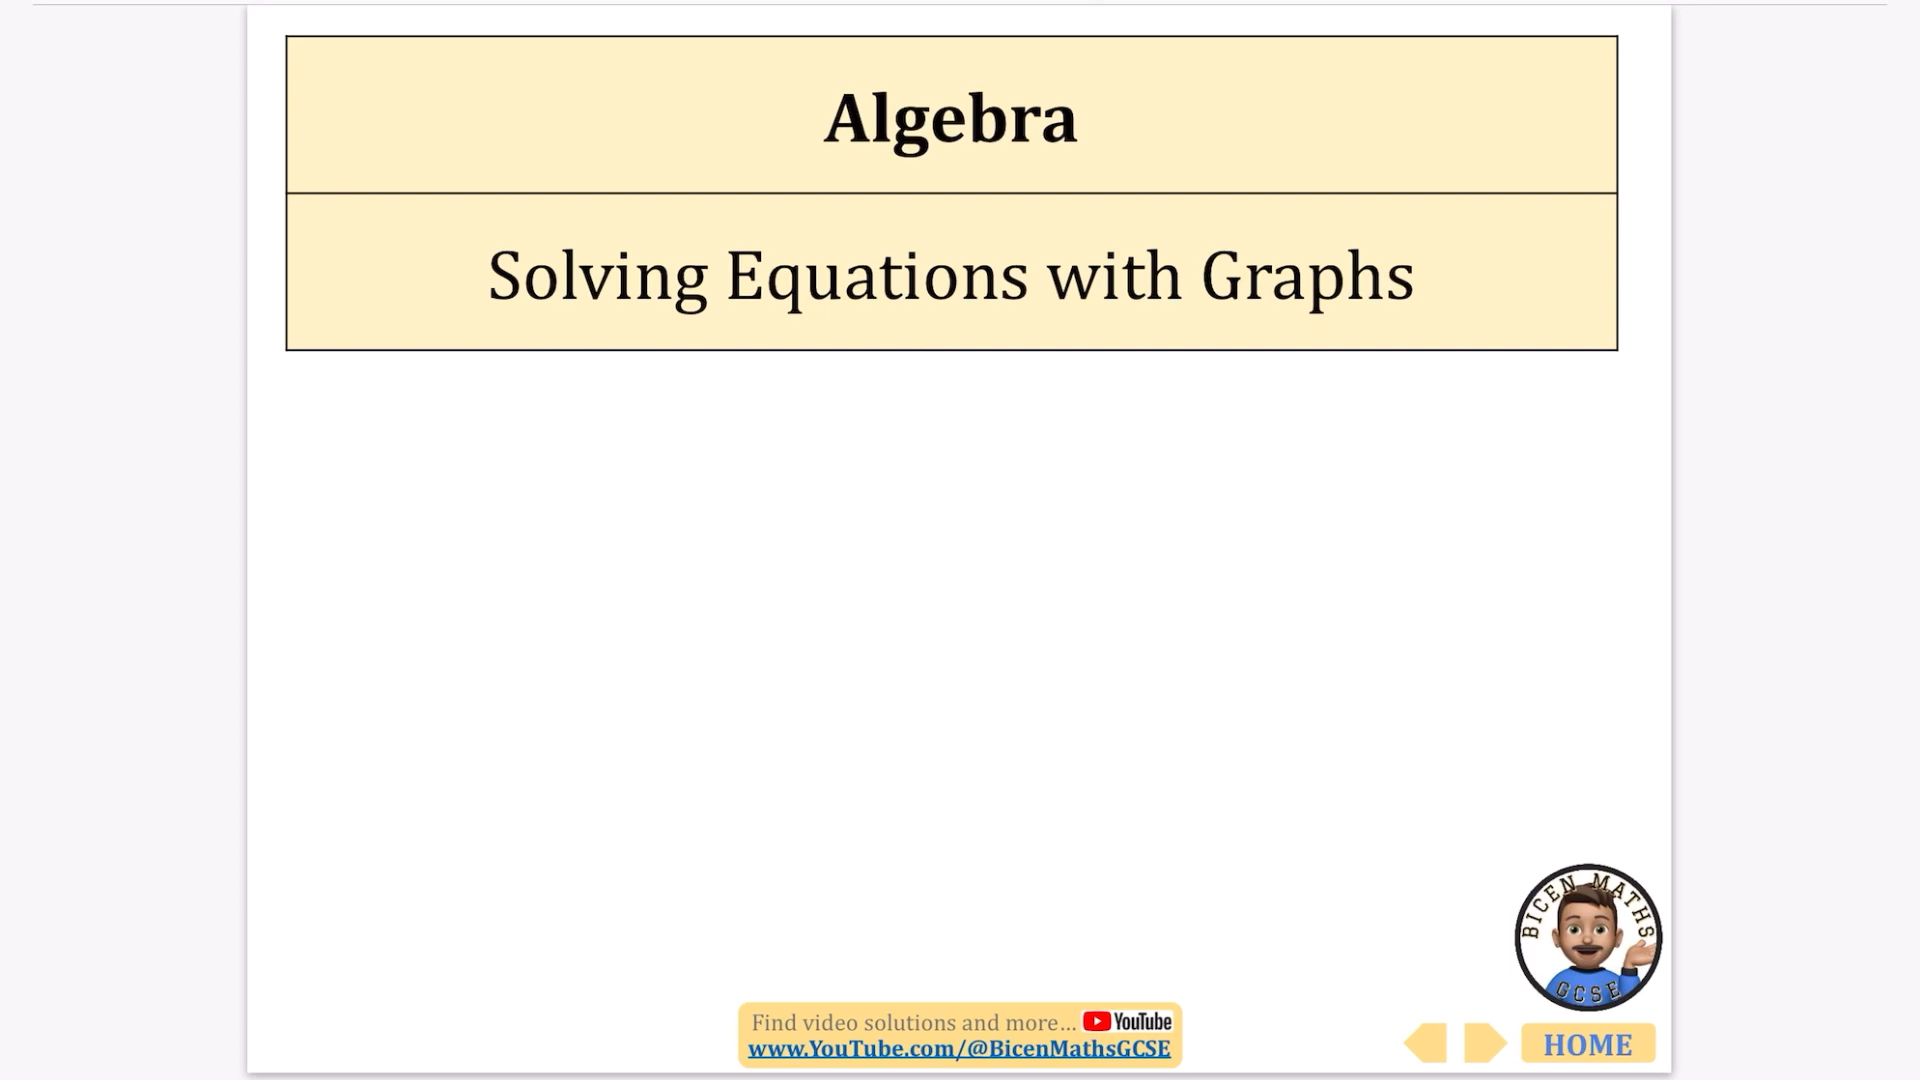 Algebra
Solving Equations with Graphs
BICEN MATHS
GCSE
Find video solutions and more... YouTube
www.YouTube.com/@BicenMathsGCSE
HOME